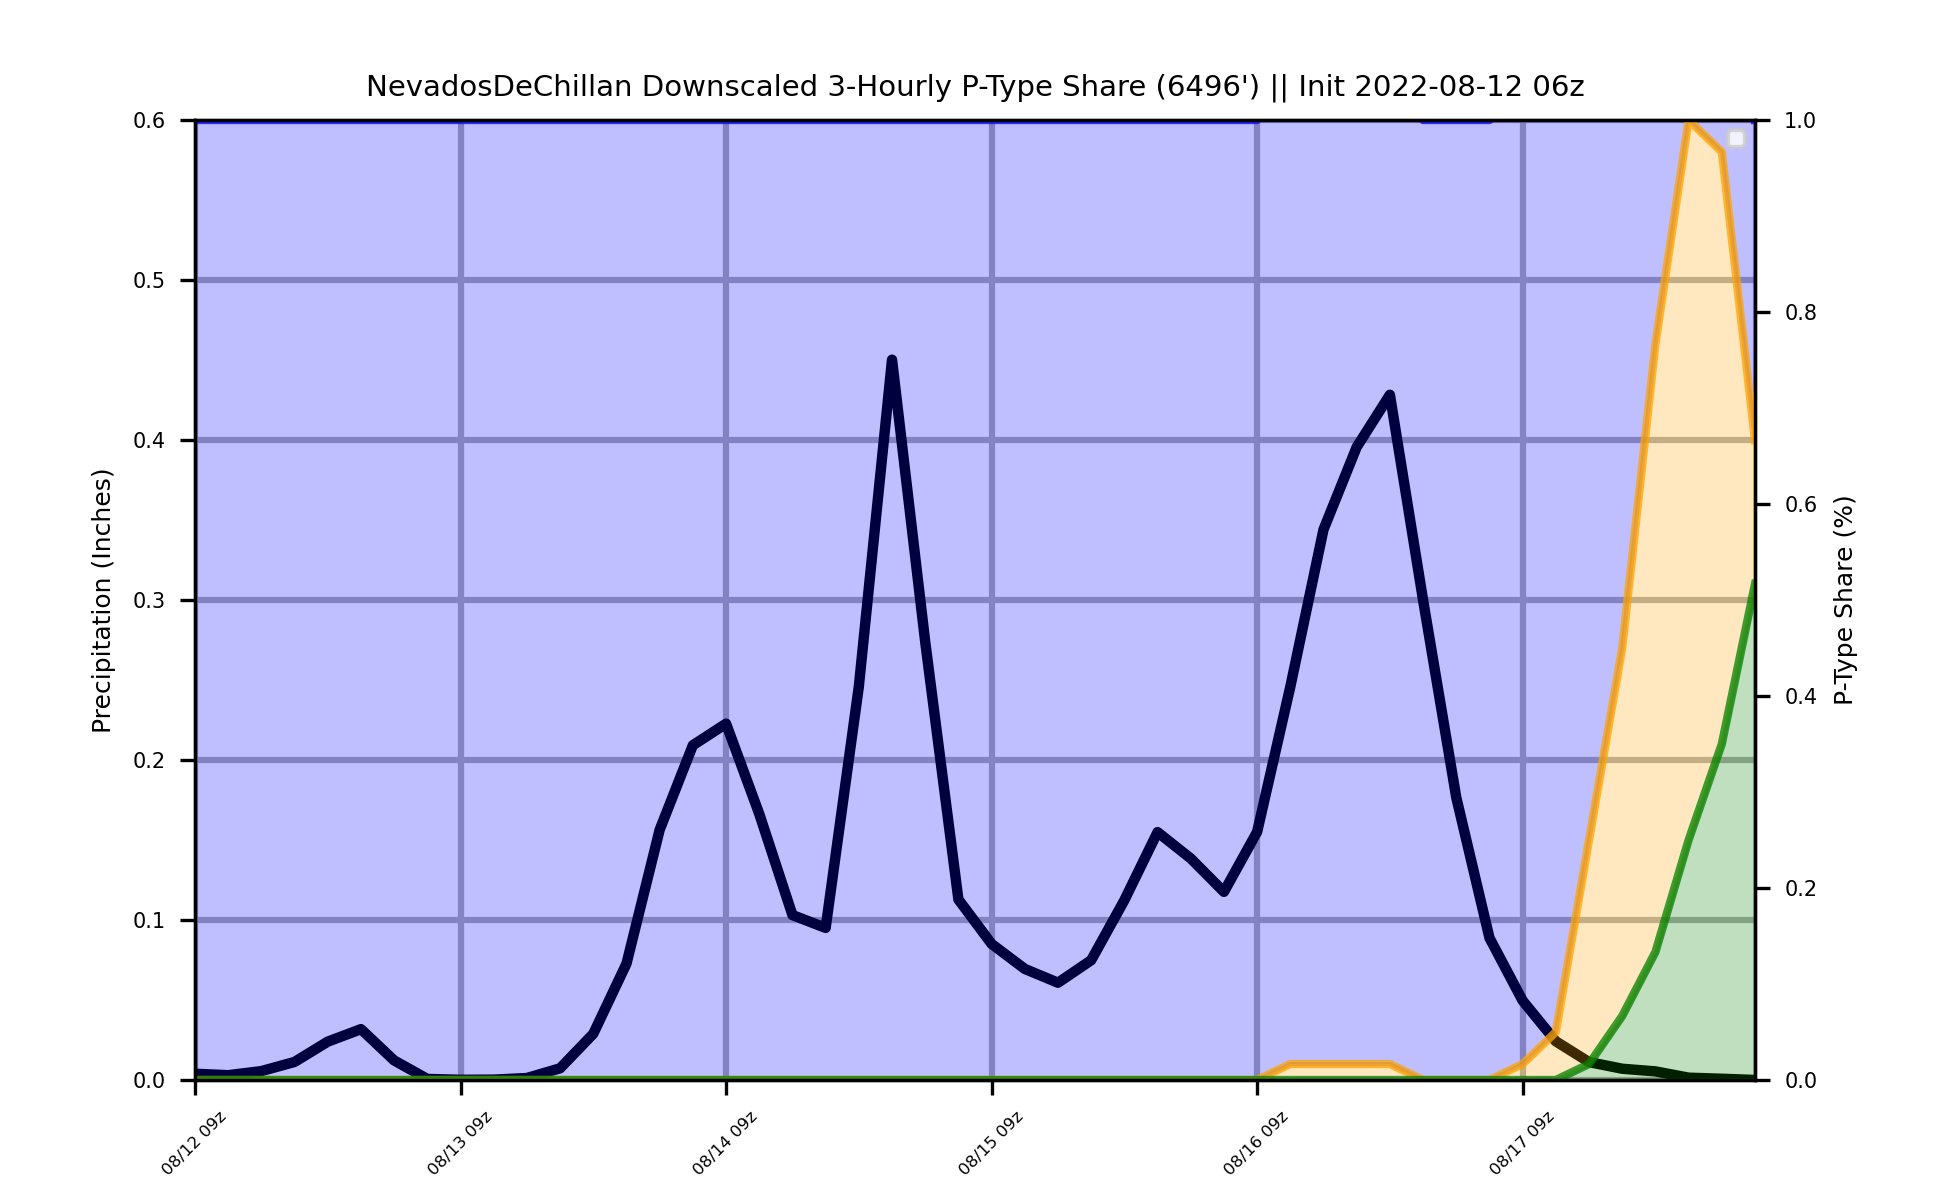 NevadosDeChillan Downscaled 3-Hourly P-Type Share (6496') || Init 2022-08-12 06z
Precipitation (Inches)
0.6
0.5
0.4
0.3
0.2
0.1
0.0
1.0
0.8
0.6
0.4
0.2
0.0
P-Type Share (%)
08/12 09z
08/13 09z
08/14 09z
08/15 09z
08/16 09z
08/17 09z